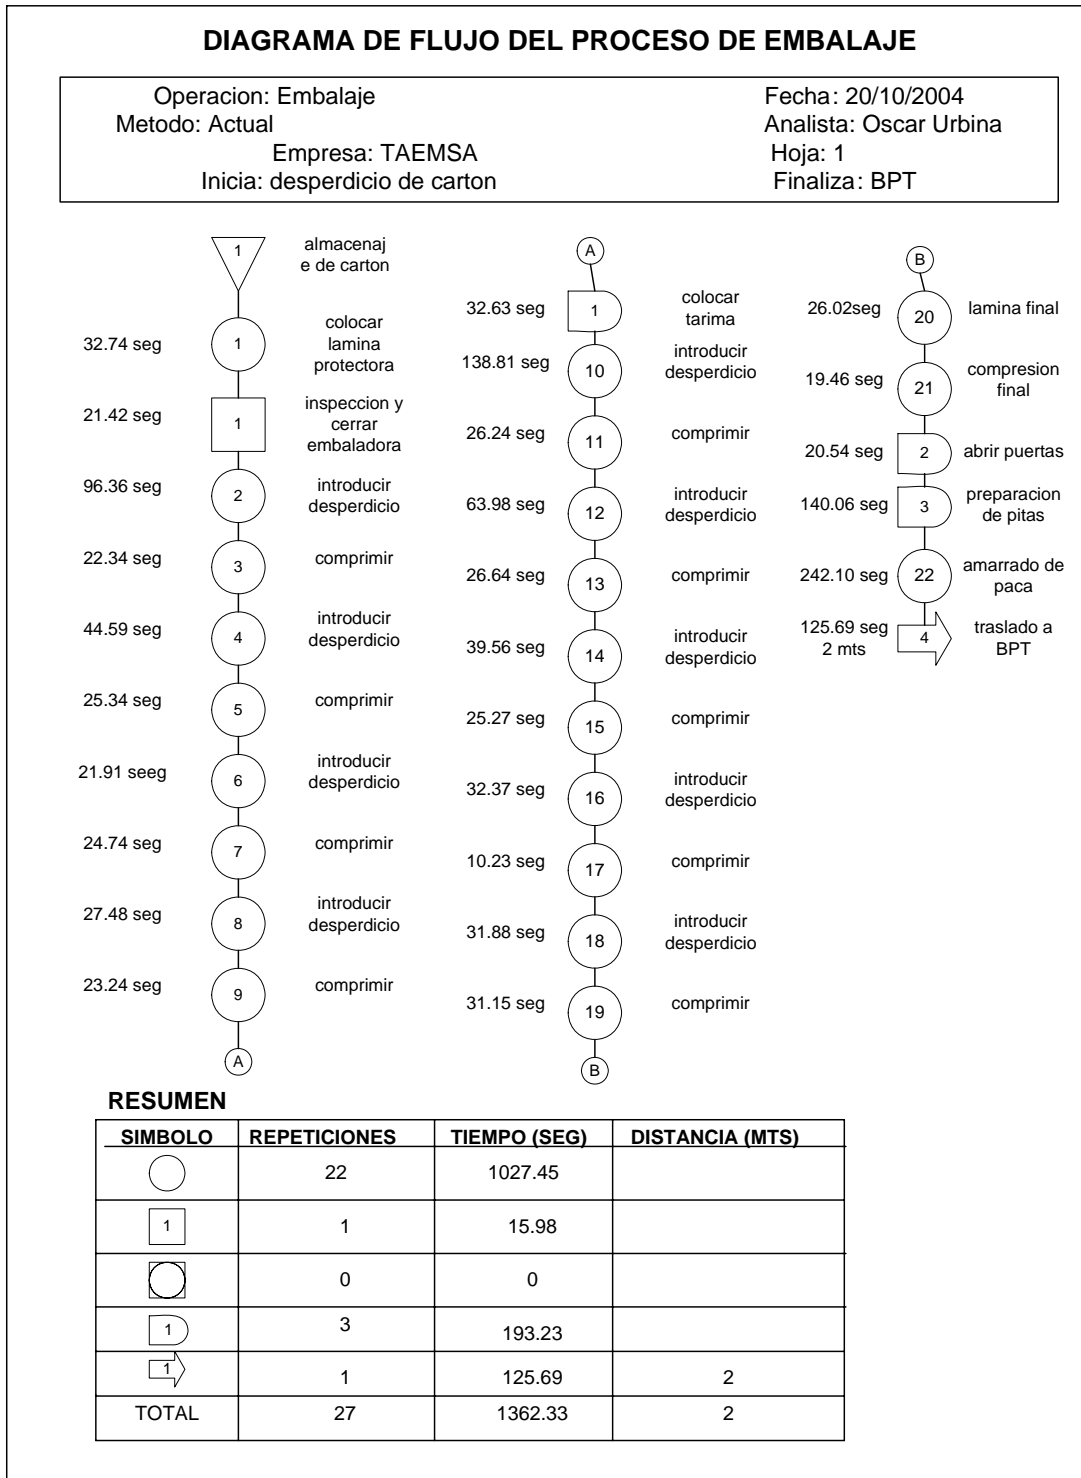 DIAGRAMA DE FLUJO DEL PROCESO DE EMBALAJE
Operacion: Embalaje
Fecha: 20/10/2004
Metodo: Actual
Analista: Oscar Urbina
Empresa: TAEMSA
Hoja: 1
Inicia: desperdicio de carton
Finaliza: BPT
1
almacenaj
e de carton
32.74 seg
1
colocar
lamina
protectora
21.42 seg
1
inspeccion y
cerrar
embaladora
96.36 seg
2
introducir
desperdicio
22.34 seg
3
comprimir
44.59 seg
4
introducir
desperdicio
25.34 seg
5
comprimir
21.91 seeg
6
introducir
desperdicio
24.74 seg
7
comprimir
27.48 seg
8
introducir
desperdicio
23.24 seg
9
comprimir
A
A
32.63 seg
1
colocar
tarima
138.81 seg
10
introducir
desperdicio
26.24 seg
11
comprimir
63.98 seg
12
introducir
desperdicio
26.64 seg
13
comprimir
39.56 seg
14
introducir
desperdicio
25.27 seg
15
comprimir
32.37 seg
16
introducir
desperdicio
10.23 seg
17
comprimir
31.88 seg
18
introducir
desperdicio
31.15 seg
19
comprimir
B
B
26.02seg
20
lamina final
19.46 seg
21
compresion
final
20.54 seg
2
abrir puertas
140.06 seg
3
preparacion
de pitas
242.10 seg
22
amarrado de
paca
125.69 seg
2 mts
4
traslado a
BPT
RESUMEN
SIMBOLO REPETICIONES TIEMPO (SEG) DISTANCIA (MTS)
22 1027.45
1 1 15.98
0 0
1 3 193.23
1 1 125.69 2
TOTAL 27 1362.33 2